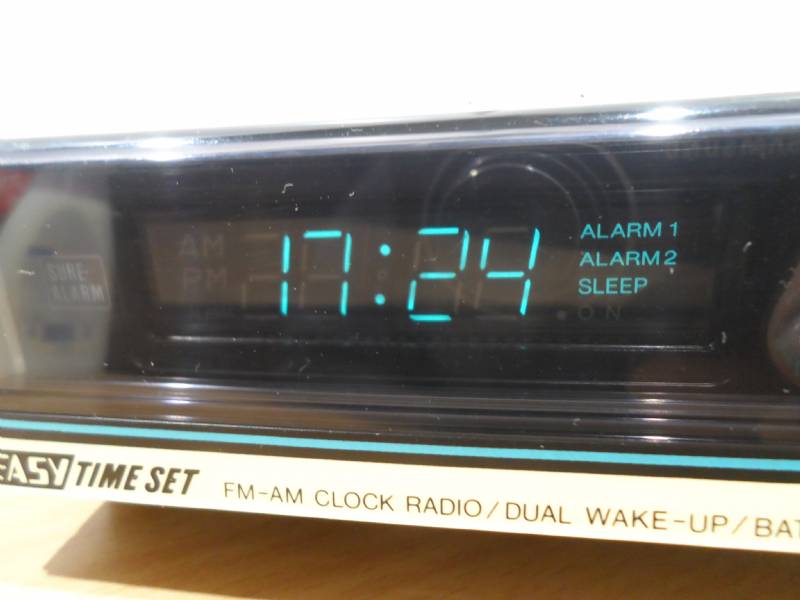 AM
PM
SURE-
ALARM
17:24
ALARM 1
ALARM 2
SLEEP
ON
EASY TIME SET
FM-AM CLOCK RADIO/DUAL WAKE-UP/BAT